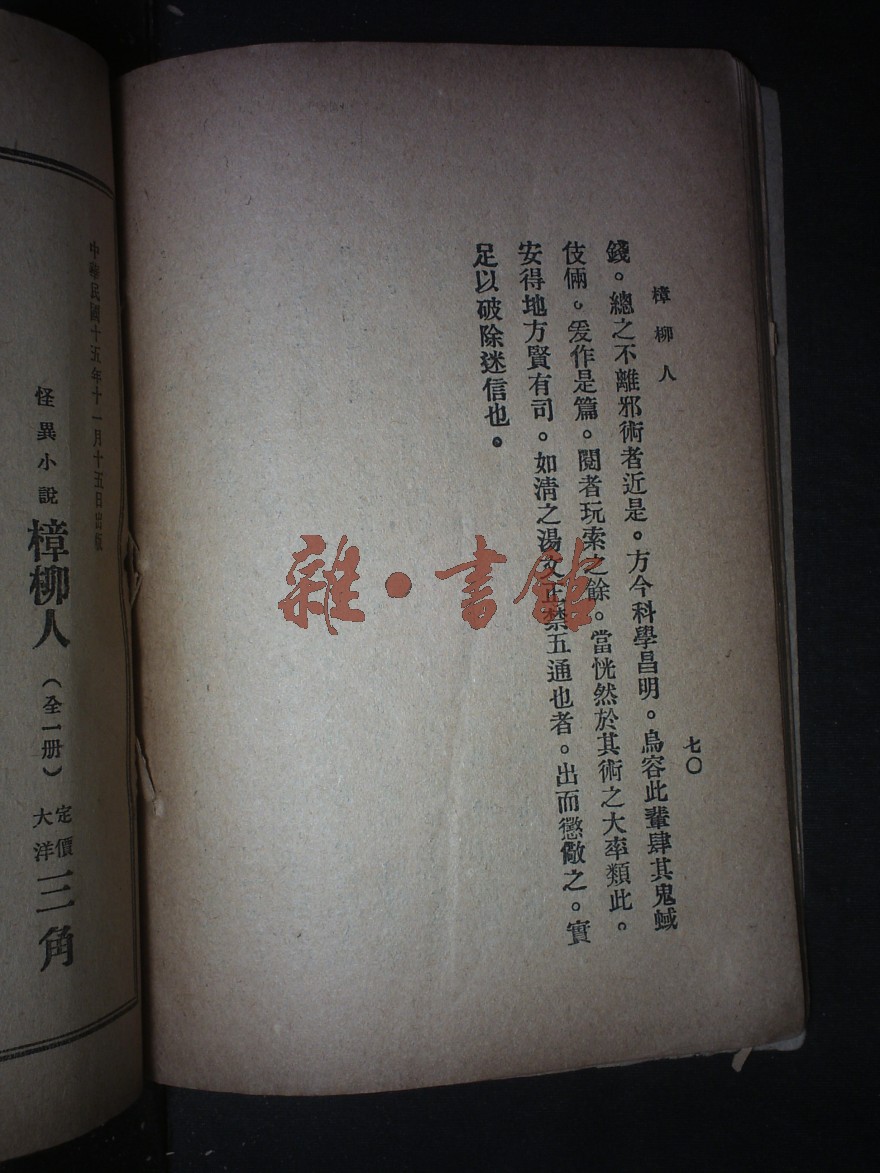 樟柳人
七〇
錢。總之不離邪術者近是。方今科學昌明。烏容此輩肆其鬼蜮
伎倆。爰作是篇。閱者玩索之餘。當恍然於其術之大率類此。
安得地方賢有司。如清之湯文正禁五通也者。出而懲儆之。實
足以破除迷信也。
雜·書館
中華民國十五年十一月十五日出版
怪異小說 樟柳人 (全一册) 定價大洋三角